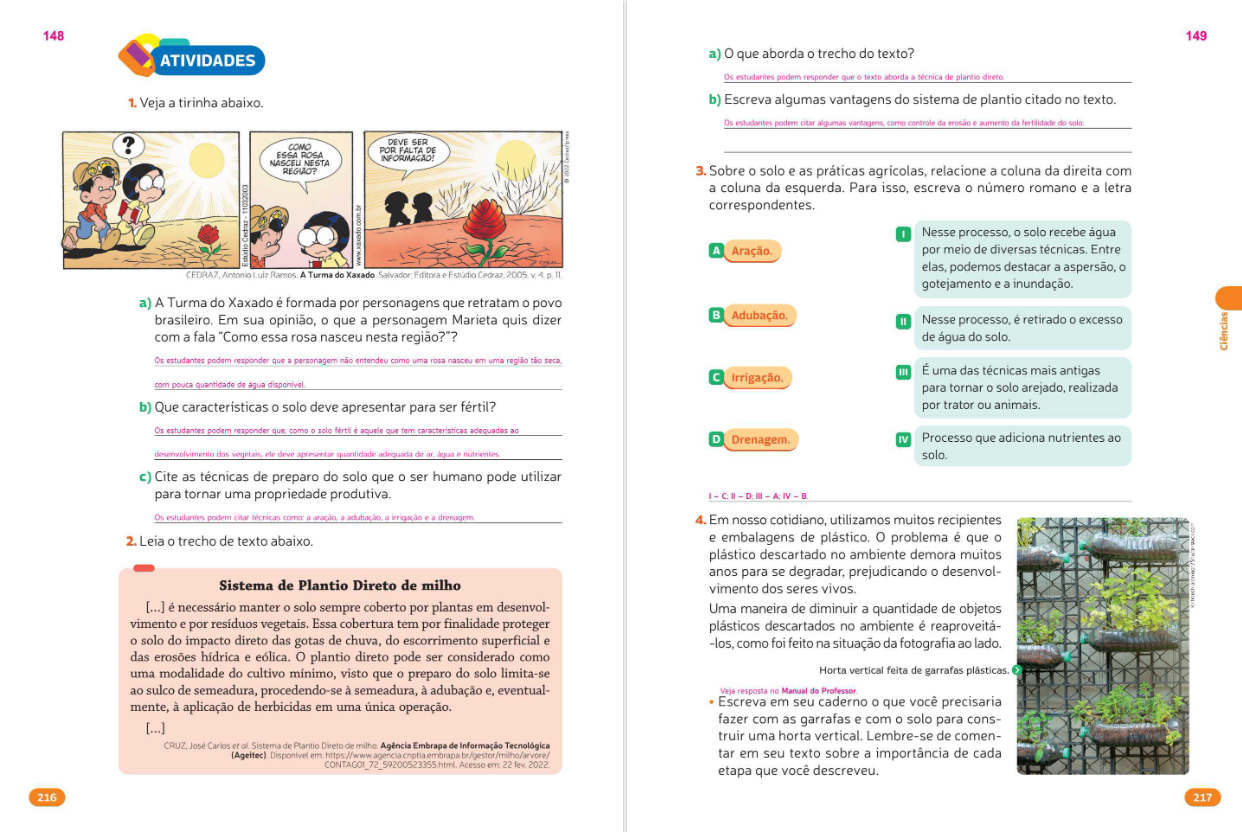 148
ATIVIDADES
1. Veja a tirinha abaixo.
?
COMO
ESSA ROSA
NASCEU NESTA
REGIÃO?
DEVE SER
POR FALTA DE
INFORMAÇÃO!
Estúdio Cedraz - 11032003
www.xaxado.com.br
CEDRAZ, Antonio Luiz Ramos. A Turma do Xaxado. Salvador: Editora e Estúdio Cedraz, 2005. v. 4. p. 11.
a) A Turma do Xaxado é formada por personagens que retratam o povo
brasileiro. Em sua opinião, o que a personagem Marieta quis dizer
com a fala “Como essa rosa nasceu nesta região?”?
Os estudantes podem responder que a personagem não entendeu como uma rosa nasceu em uma região tão seca,
com pouca quantidade de água disponível.
b) Que características o solo deve apresentar para ser fértil?
Os estudantes podem responder que, como o solo fértil é aquele que tem características adequadas ao
desenvolvimento dos vegetais, ele deve apresentar quantidade adequada de ar, água e nutrientes.
c) Cite as técnicas de preparo do solo que o ser humano pode utilizar
para tornar uma propriedade produtiva.
Os estudantes podem citar técnicas como: a aração, a adubação, a irrigação e a drenagem.
2. Leia o trecho de texto abaixo.
Sistema de Plantio Direto de milho
[...] é necessário manter o solo sempre coberto por plantas em desenvol-
vimento e por resíduos vegetais. Essa cobertura tem por finalidade proteger
o solo do impacto direto das gotas de chuva, do escorrimento superficial e
das erosões hídrica e eólica. O plantio direto pode ser considerado como
uma modalidade do cultivo mínimo, visto que o preparo do solo limita-se
ao sulco de semeadura, procedendo-se à semeadura, à adubação e, eventual-
mente, à aplicação de herbicidas em uma única operação.
[...]
CRUZ, José Carlos et al. Sistema de Plantio Direto de milho. Agência Embrapa de Informação Tecnológica
(Ageitec). Disponível em: https://www.agencia.cnptia.embrapa.br/gestor/milho/arvore/
CONTAG01_72_59200523355.html. Acesso em: 22 fev. 2022.
216
149
a) O que aborda o trecho do texto?
Os estudantes podem responder que o texto aborda a técnica de plantio direto.
b) Escreva algumas vantagens do sistema de plantio citado no texto.
Os estudantes podem citar algumas vantagens, como controle da erosão e aumento da fertilidade do solo.
3. Sobre o solo e as práticas agrícolas, relacione a coluna da direita com
a coluna da esquerda. Para isso, escreva o número romano e a letra
correspondentes.
A Aração.
B Adubação.
C Irrigação.
D Drenagem.
I Nesse processo, o solo recebe água
por meio de diversas técnicas. Entre
elas, podemos destacar a aspersão, o
gotejamento e a inundação.
II Nesse processo, é retirado o excesso
de água do solo.
III É uma das técnicas mais antigas
para tornar o solo arejado, realizada
por trator ou animais.
IV Processo que adiciona nutrientes ao
solo.
I – C; II – D; III – A; IV – B.
4. Em nosso cotidiano, utilizamos muitos recipientes
e embalagens de plástico. O problema é que o
plástico descartado no ambiente demora muitos
anos para se degradar, prejudicando o desenvol-
vimento dos seres vivos.
Uma maneira de diminuir a quantidade de objetos
plásticos descartados no ambiente é reaproveitá-
-los, como foi feito na situação da fotografia ao lado.
Horta vertical feita de garrafas plásticas.
Veja resposta no Manual do Professor.
• Escreva em seu caderno o que você precisaria
fazer com as garrafas e com o solo para cons-
truir uma horta vertical. Lembre-se de comen-
tar em seu texto sobre a importância de cada
etapa que você descreveu.
Ciências
217